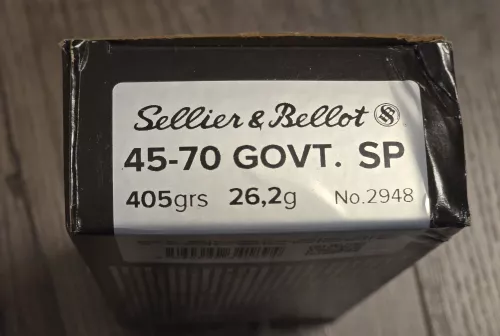 Sellier & Bellot
45-70 GOVT. SP
405grs 26,2g No.2948